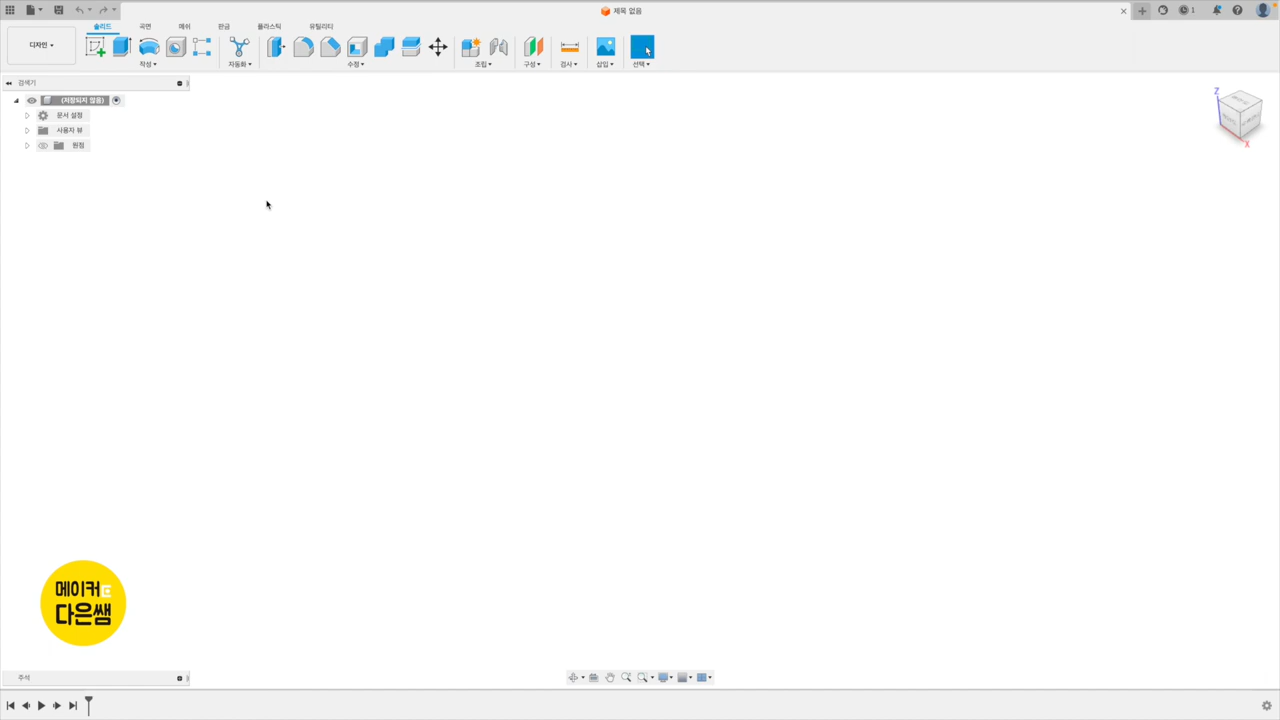 제목 없음
1
솔리드 곡면 메쉬 판금 플라스틱 유틸리티
디자인
작성 자동화 수정 조립 구성 검사 삽입 선택
검색기
(저장되지 않음)
문서 설정
사용자 뷰
원점
Z
X
메이커
다은쌤
주석